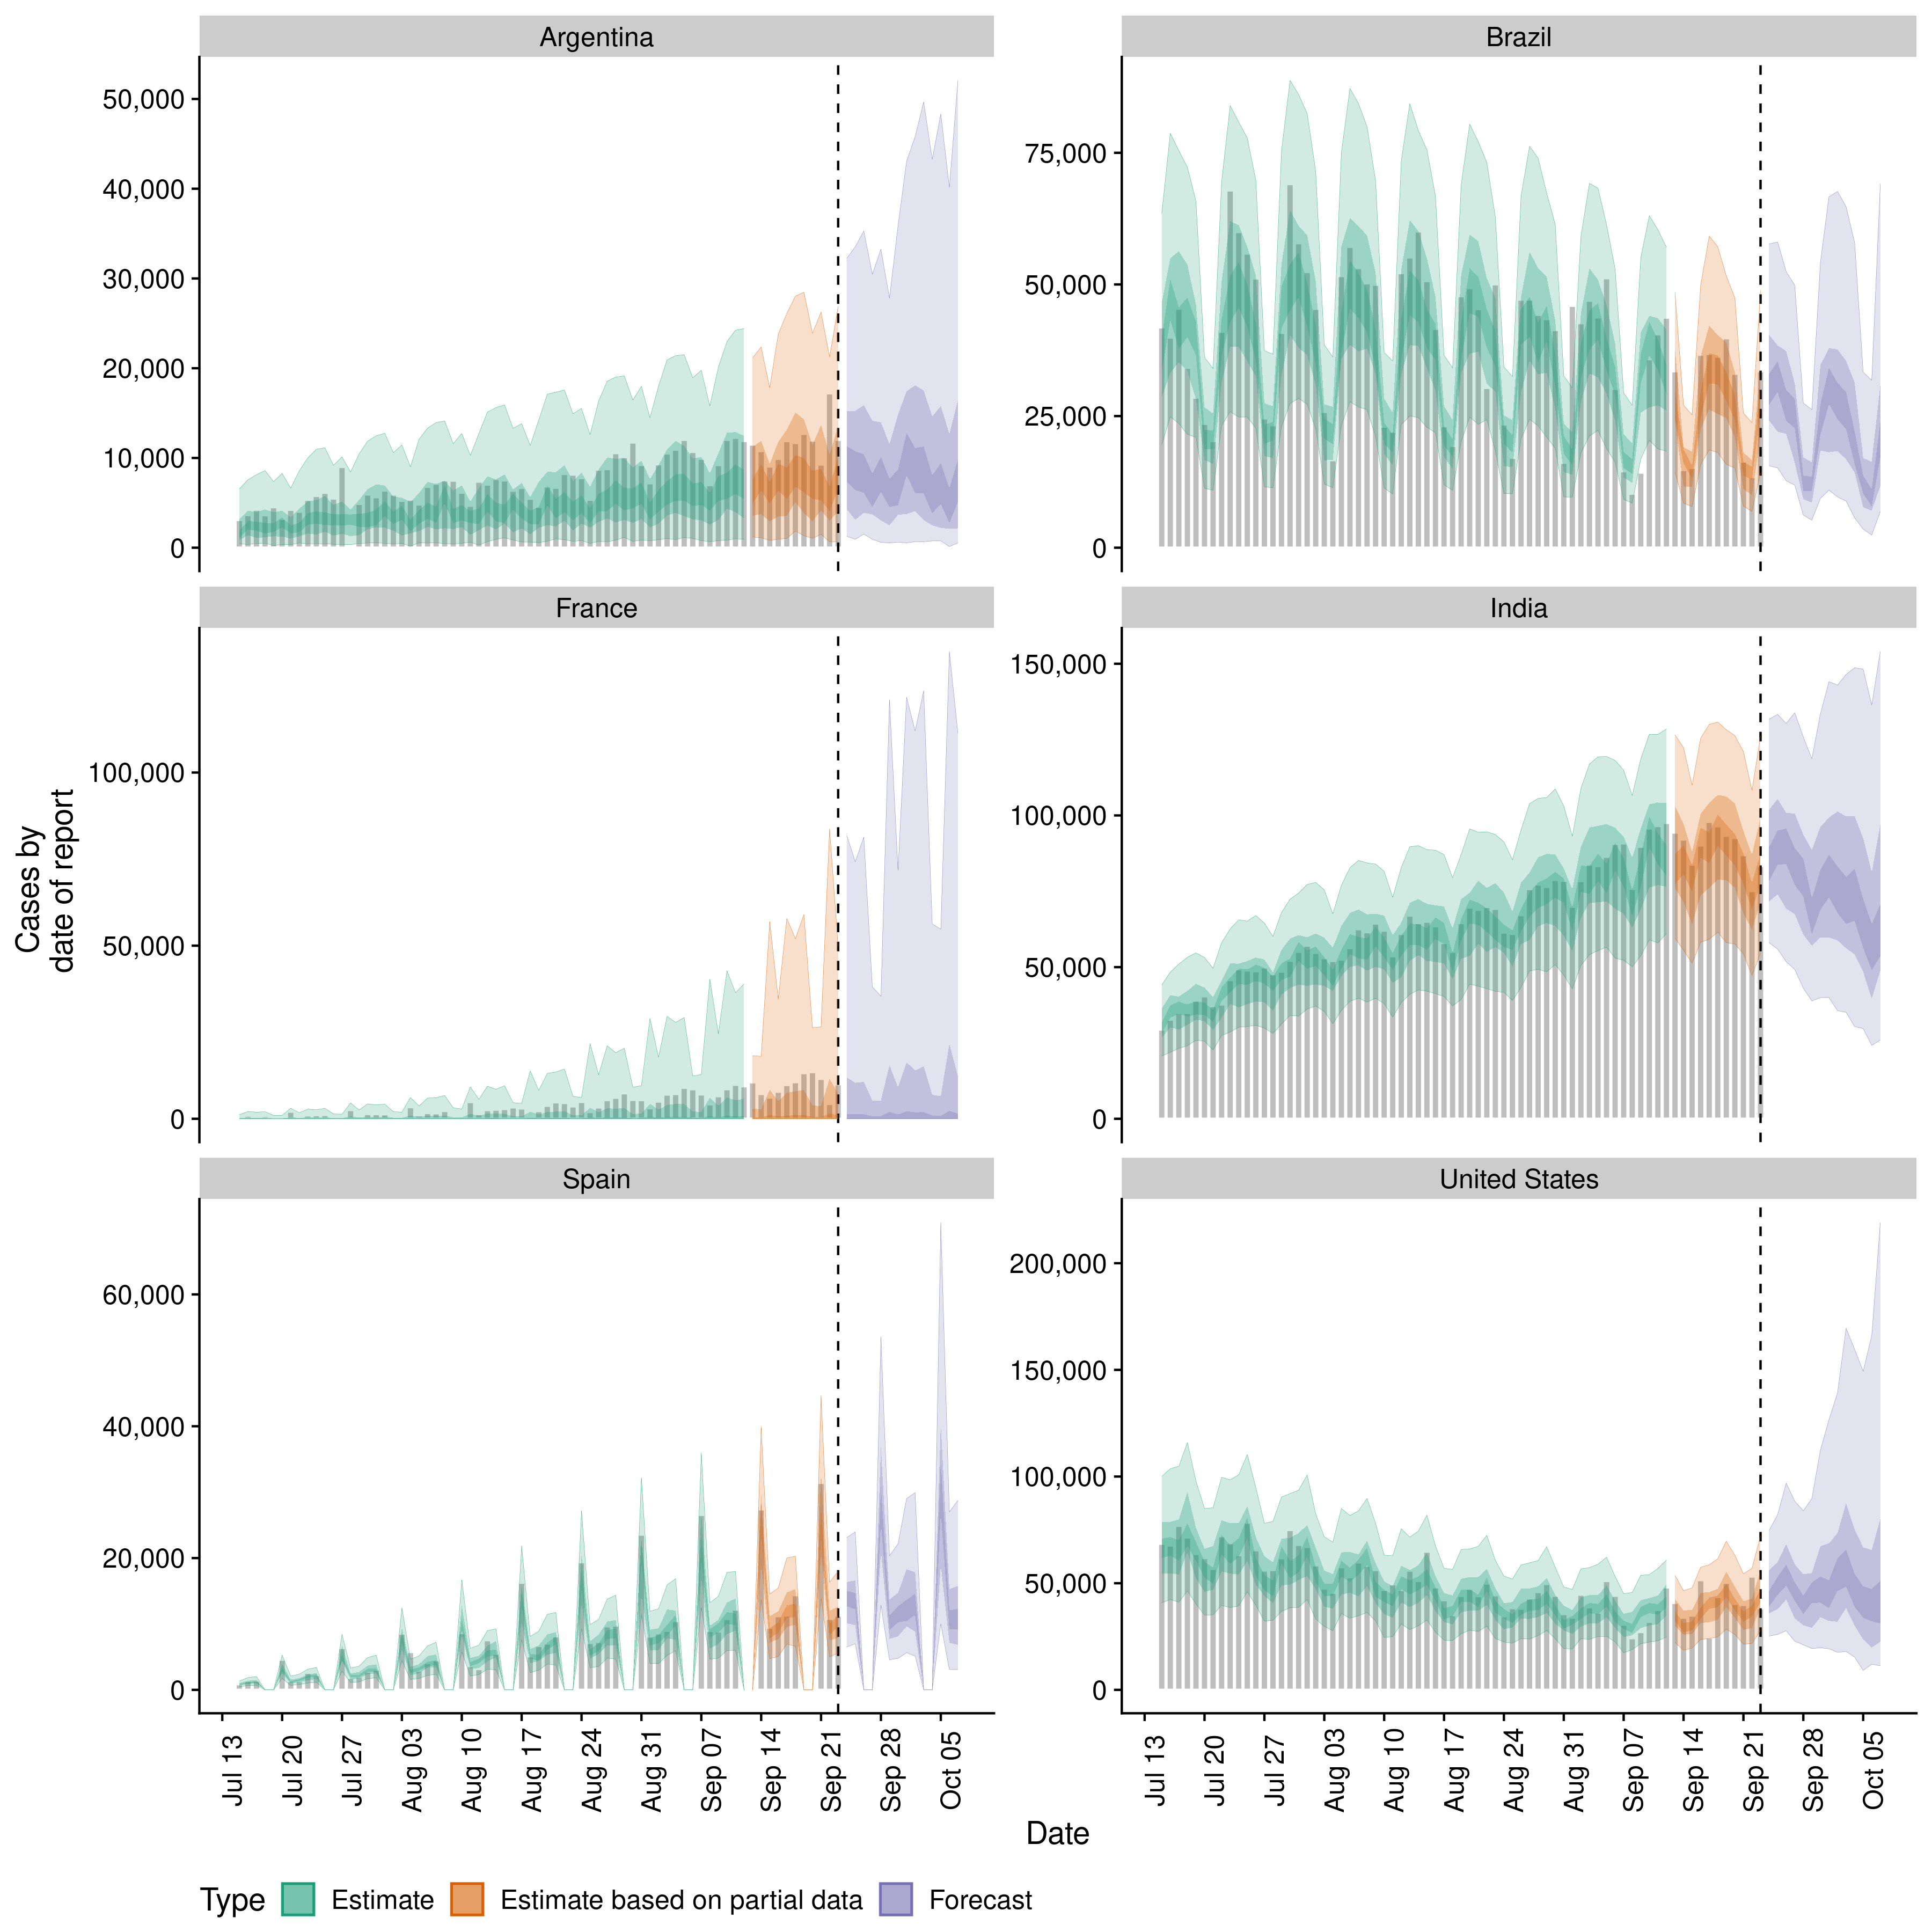 Argentina
Brazil
50,000
40,000
30,000
20,000
10,000
0
75,000
50,000
25,000
0
France
India
100,000
50,000
0
150,000
100,000
50,000
0
Spain
United States
60,000
40,000
20,000
0
200,000
150,000
100,000
50,000
0
Cases by
date of report
Jul 13
Jul 20
Jul 27
Aug 03
Aug 10
Aug 17
Aug 24
Aug 31
Sep 07
Sep 14
Sep 21
Sep 28
Oct 05
Jul 13
Jul 20
Jul 27
Aug 03
Aug 10
Aug 17
Aug 24
Aug 31
Sep 07
Sep 14
Sep 21
Sep 28
Oct 05
Date
Type Estimate Estimate based on partial data Forecast